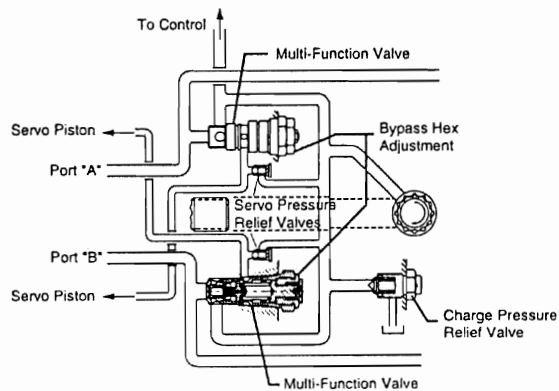 To Control
Multi-Function Valve
Servo Piston
Bypass Hex
Adjustment
Port "A"
Servo Pressure
Relief Valves
Port "B"
Servo Piston
Charge Pressure
Relief Valve
Multi-Function Valve